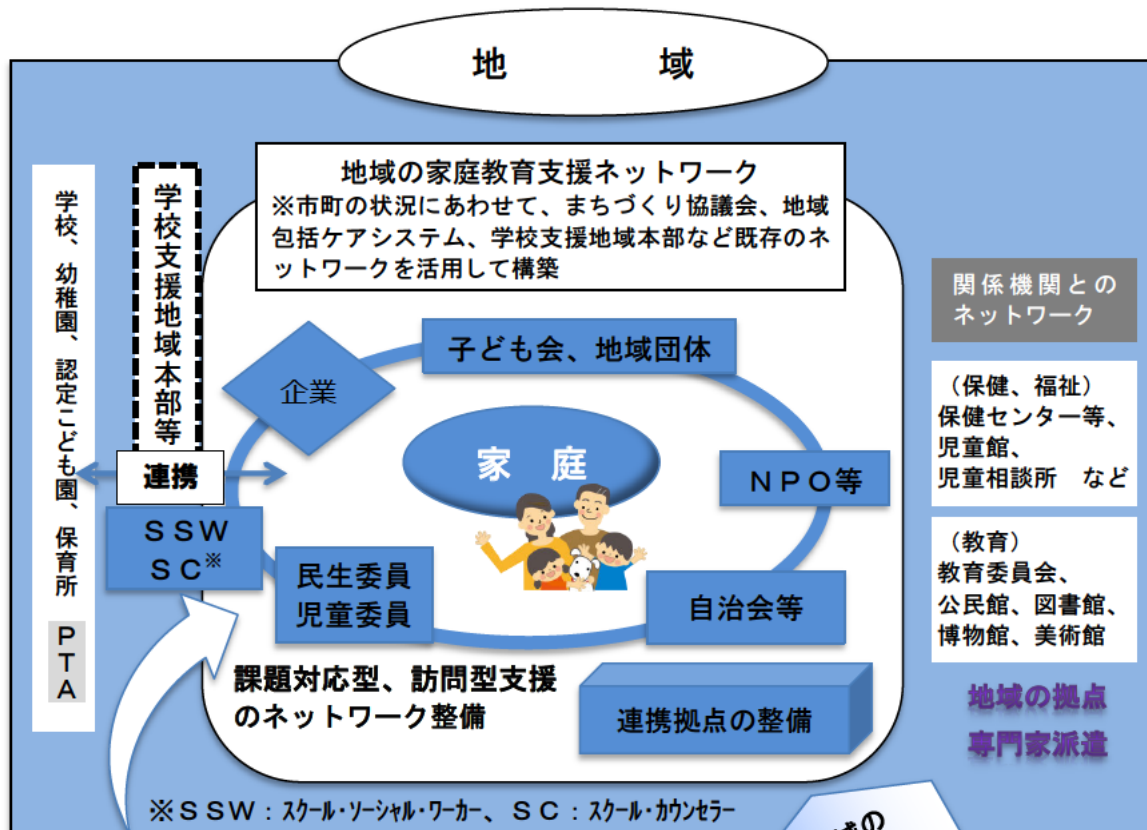 地　域
地域の家庭教育支援ネットワーク
※市町の状況にあわせて、まちづくり協議会、地域
包括ケアシステム、学校支援地域本部など既存のネ
ットワークを活用して構築
学校、幼稚園、認定こども園、保育所
PTA
学校支援地域本部等
連携
ＳＳＷ
ＳＣ※
企業
子ども会、地域団体
家　庭
ＮＰＯ等
民生委員
児童委員
自治会等
課題対応型、訪問型支援
のネットワーク整備
連携拠点の整備
関係機関との
ネットワーク
（保健、福祉）
保健センター等、
児童館、
児童相談所　など
（教育）
教育委員会、
公民館、図書館、
博物館、美術館
地域の拠点
専門家派遣
※ＳＳＷ：ｽｸｰﾙ･ｿｰｼｬﾙ･ﾜｰｶｰ、ＳＣ：ｽｸｰﾙ･ｶｳﾝｾﾗｰ